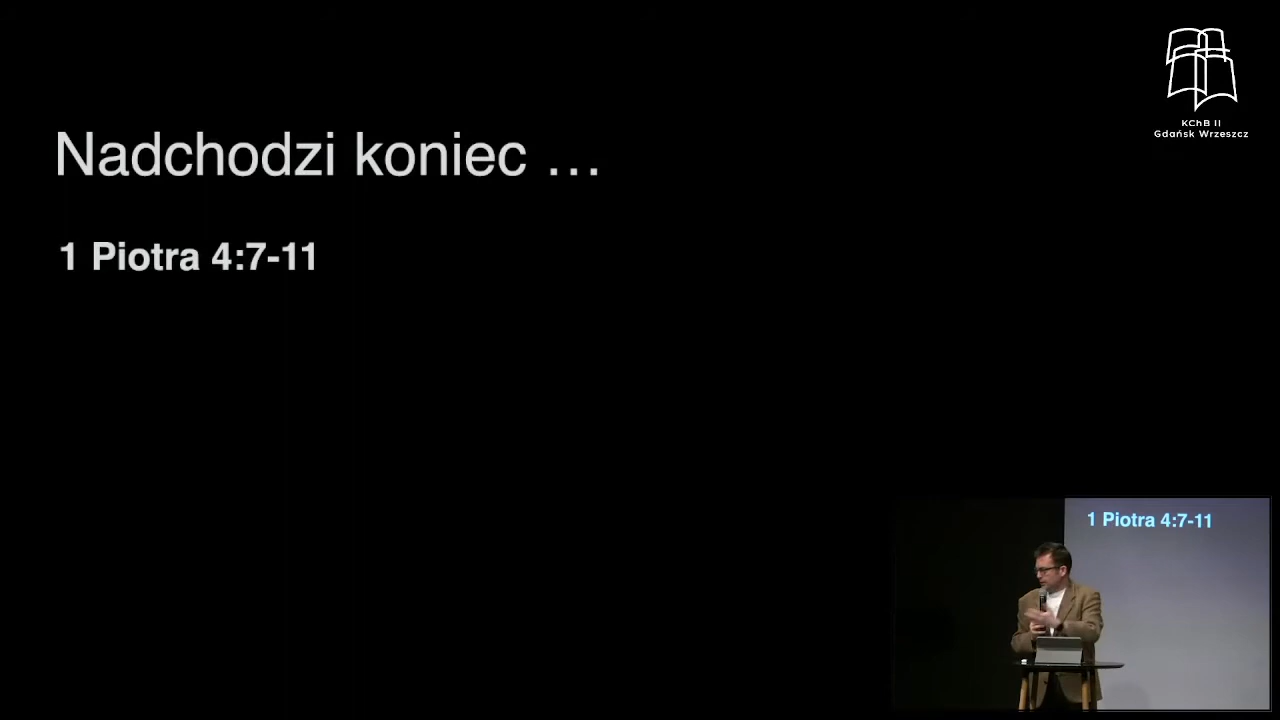 KChB II
Gdańsk Wrzeszcz
Nadchodzi koniec …
1 Piotra 4:7-11
1 Piotra 4:7-11